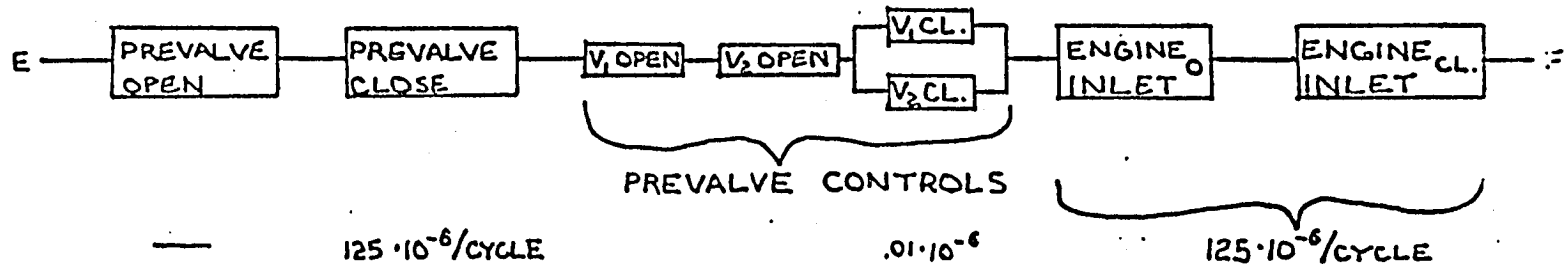 E
PREVALVE OPEN
PREVALVE CLOSE
V₁ OPEN
V₂ OPEN
V₁ CL.
V₂ CL.
ENGINE INLET O
ENGINE INLET CL.
PREVALVE CONTROLS
—
125·10⁻⁶/CYCLE
.01·10⁻⁶
125·10⁻⁶/CYCLE